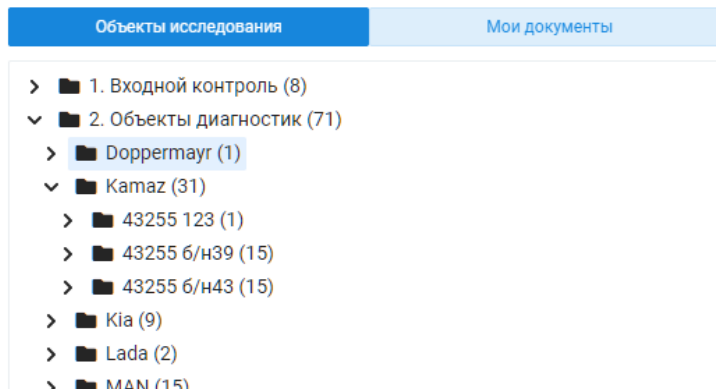 Объекты исследования
Мои документы
1. Входной контроль (8)
2. Объекты диагностик (71)
Doppermayr (1)
Kamaz (31)
43255 123 (1)
43255 б/н39 (15)
43255 б/н43 (15)
Kia (9)
Lada (2)
MAN (15)